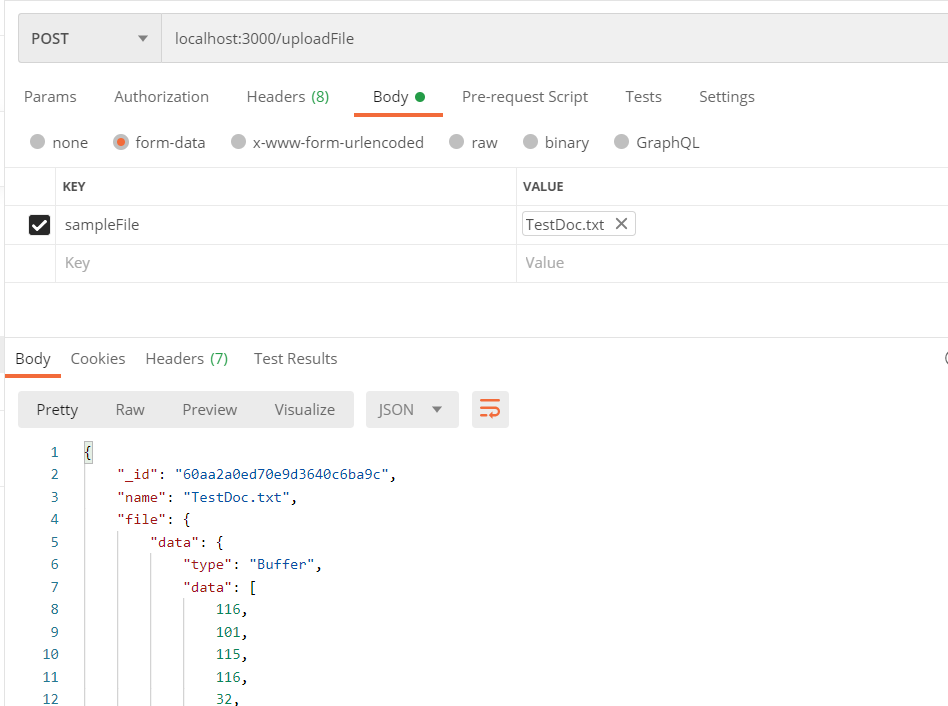 POST localhost:3000/uploadFile
Params Authorization Headers (8) Body Pre-request Script Tests Settings
none form-data x-www-form-urlencoded raw binary GraphQL
KEY VALUE
sampleFile TestDoc.txt
Key Value
Body Cookies Headers (7) Test Results
Pretty Raw Preview Visualize JSON
1 {
2 "_id": "60aa2a0ed70e9d3640c6ba9c",
3 "name": "TestDoc.txt",
4 "file": {
5 "data": {
6 "type": "Buffer",
7 "data": [
8 116,
9 101,
10 115,
11 116,
12 32,